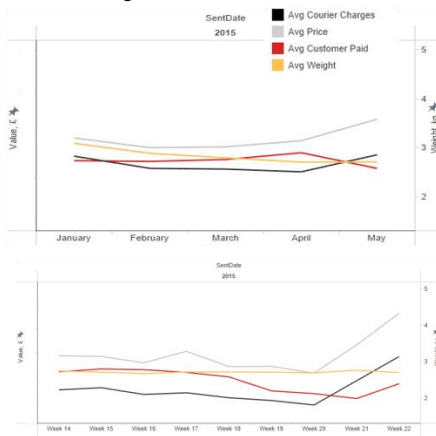 SentDate
2015
Avg Courier Charges
Avg Price
Avg Customer Paid
Avg Weight
Value, £
5
4
3
2
Weight, kg
January February March April May
SentDate
2015
Value, £
5
4
3
2
Week 14 Week 15 Week 16 Week 17 Week 18 Week 19 Week 20 Week 21 Week 22